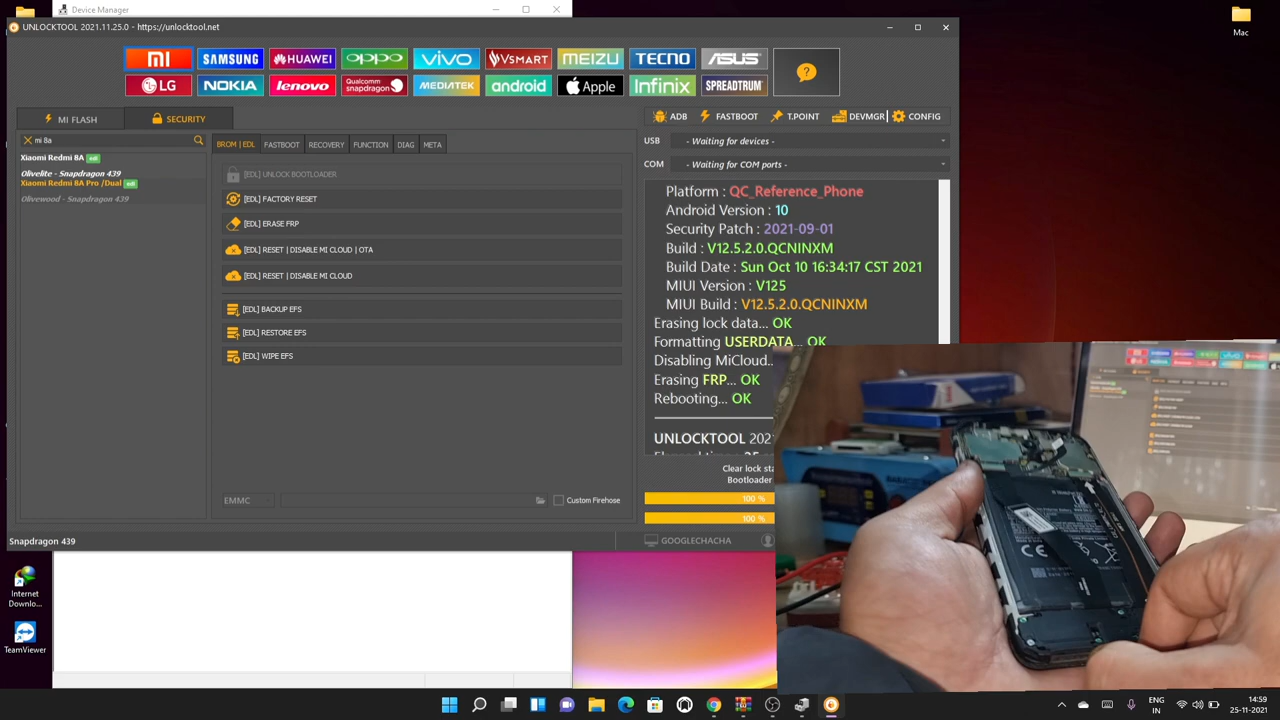 Device Manager
UNLOCKTOOL 2021.11.25.0 - https://unlocktool.net
Mac
MI SAMSUNG HUAWEI OPPO VIVO VSMART MEIZU TECNO ASUS
LG NOKIA lenovo Qualcomm snapdragon MEDIATEK android Apple Infinix SPREADTRUM
?
MI FLASH
SECURITY
ADB
FASTBOOT
T.POINT
DEVMGR
CONFIG
mi 8a
Xiaomi Redmi 8A edl
Olivelite - Snapdragon 439
Xiaomi Redmi 8A Pro /Dual edl
Olivewood - Snapdragon 439
BROM | EDL
FASTBOOT
RECOVERY
FUNCTION
DIAG
META
[EDL] UNLOCK BOOTLOADER
[EDL] FACTORY RESET
[EDL] ERASE FRP
[EDL] RESET | DISABLE MI CLOUD | OTA
[EDL] RESET | DISABLE MI CLOUD
[EDL] BACKUP EFS
[EDL] RESTORE EFS
[EDL] WIPE EFS
EMMC
Custom Firehose
USB - Waiting for devices -
COM - Waiting for COM ports -
Platform : QC_Reference_Phone
Android Version : 10
Security Patch : 2021-09-01
Build : V12.5.2.0.QCNINXM
Build Date : Sun Oct 10 16:34:17 CST 2021
MIUI Version : V125
MIUI Build : V12.5.2.0.QCNINXM
Erasing lock data... OK
Formatting USERDATA... OK
Disabling MiCloud..
Erasing FRP... OK
Rebooting... OK
UNLOCKTOOL 202
Clear lock sta
Bootloader
100 %
100 %
Snapdragon 439
GOOGLECHACHA
Internet
Downlo...
TeamViewer
ENG
IN
14:59
25-11-2021